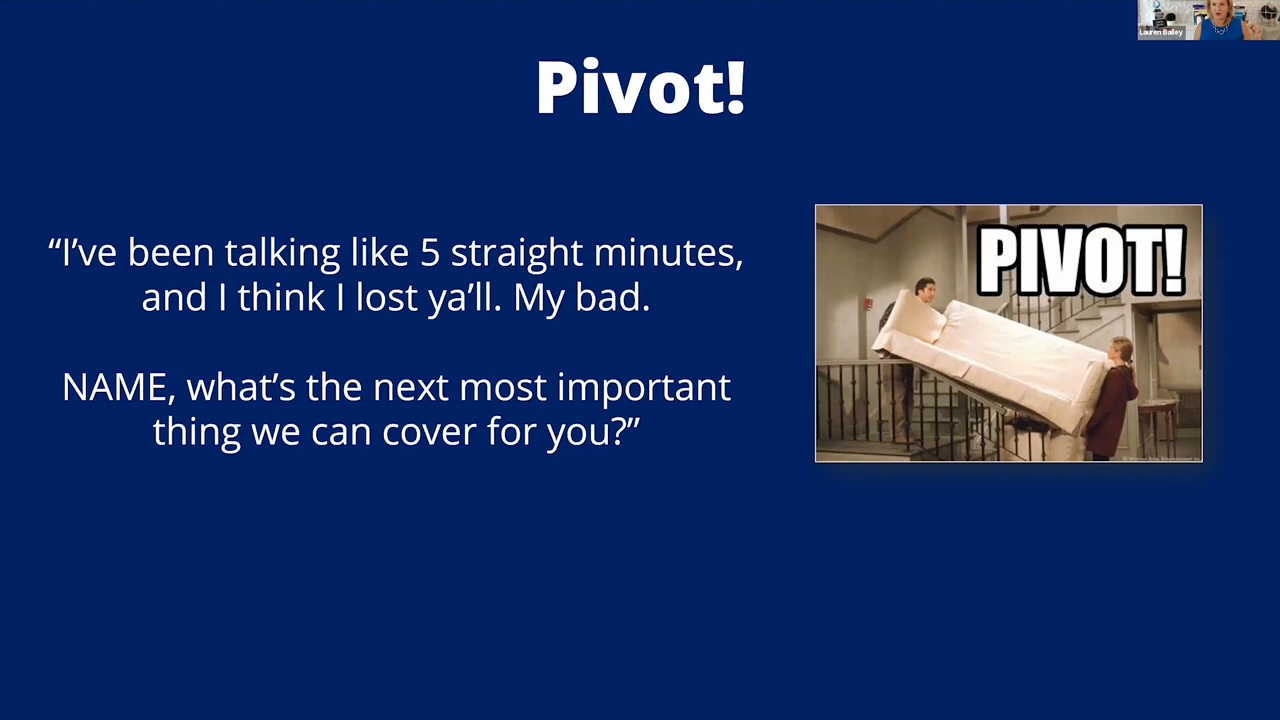 Lauren Bailey
Pivot!
“I’ve been talking like 5 straight minutes,
and I think I lost ya’ll. My bad.
NAME, what’s the next most important
thing we can cover for you?”
PIVOT!